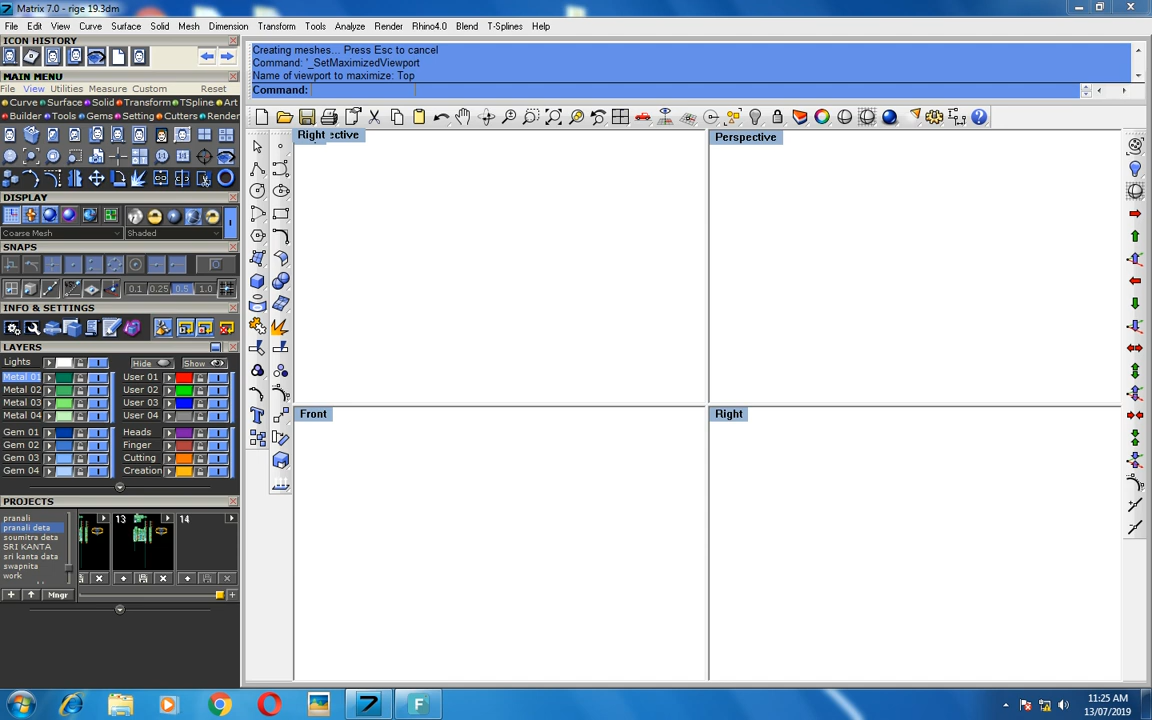 Matrix 7.0 - rige 19.3dm
File Edit View Curve Surface Solid Mesh Dimension Transform Tools Analyze Render Rhino4.0 Blend T-Splines Help
ICON HISTORY
MAIN MENU
File View Utilities Measure Custom Reset
Curve Surface Solid Transform TSpline Art
Builder Tools Gems Setting Cutters Render
DISPLAY
Coarse Mesh Shaded
SNAPS
0.1 0.25 0.5 1.0
INFO & SETTINGS
LAYERS
Lights Hide Show
Metal 01 User 01
Metal 02 User 02
Metal 03 User 03
Metal 04 User 04
Gem 01 Heads
Gem 02 Finger
Gem 03 Cutting
Gem 04 Creation
PROJECTS
pranali
pranali deta
soumitra deta
SRI KANTA
sri kanta data
swapnita
work
13 14
Mngr
Creating meshes... Press Esc to cancel
Command: '_SetMaximizedViewport
Name of viewport to maximize: Top
Command:
Right ective
Perspective
Front
Right
11:25 AM
13/07/2019